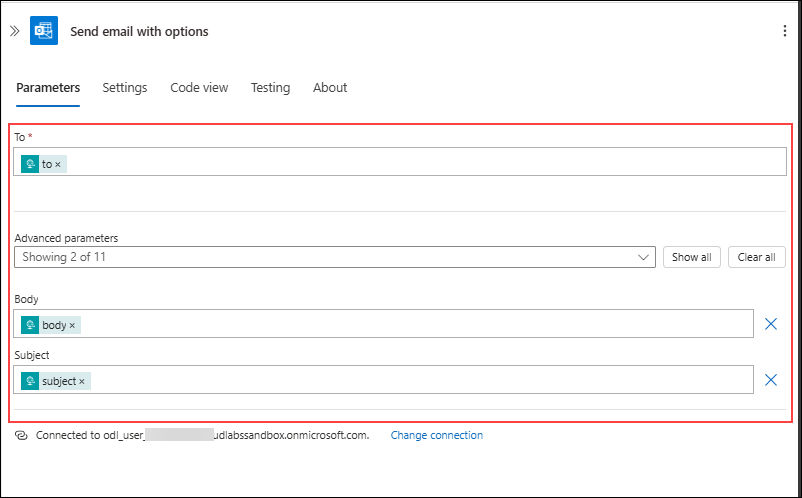 Send email with options
Parameters Settings Code view Testing About
To *
to ×
Advanced parameters
Showing 2 of 11 Show all Clear all
Body
body ×
Subject
subject ×
Connected to odl_user_ udlabssandbox.onmicrosoft.com. Change connection